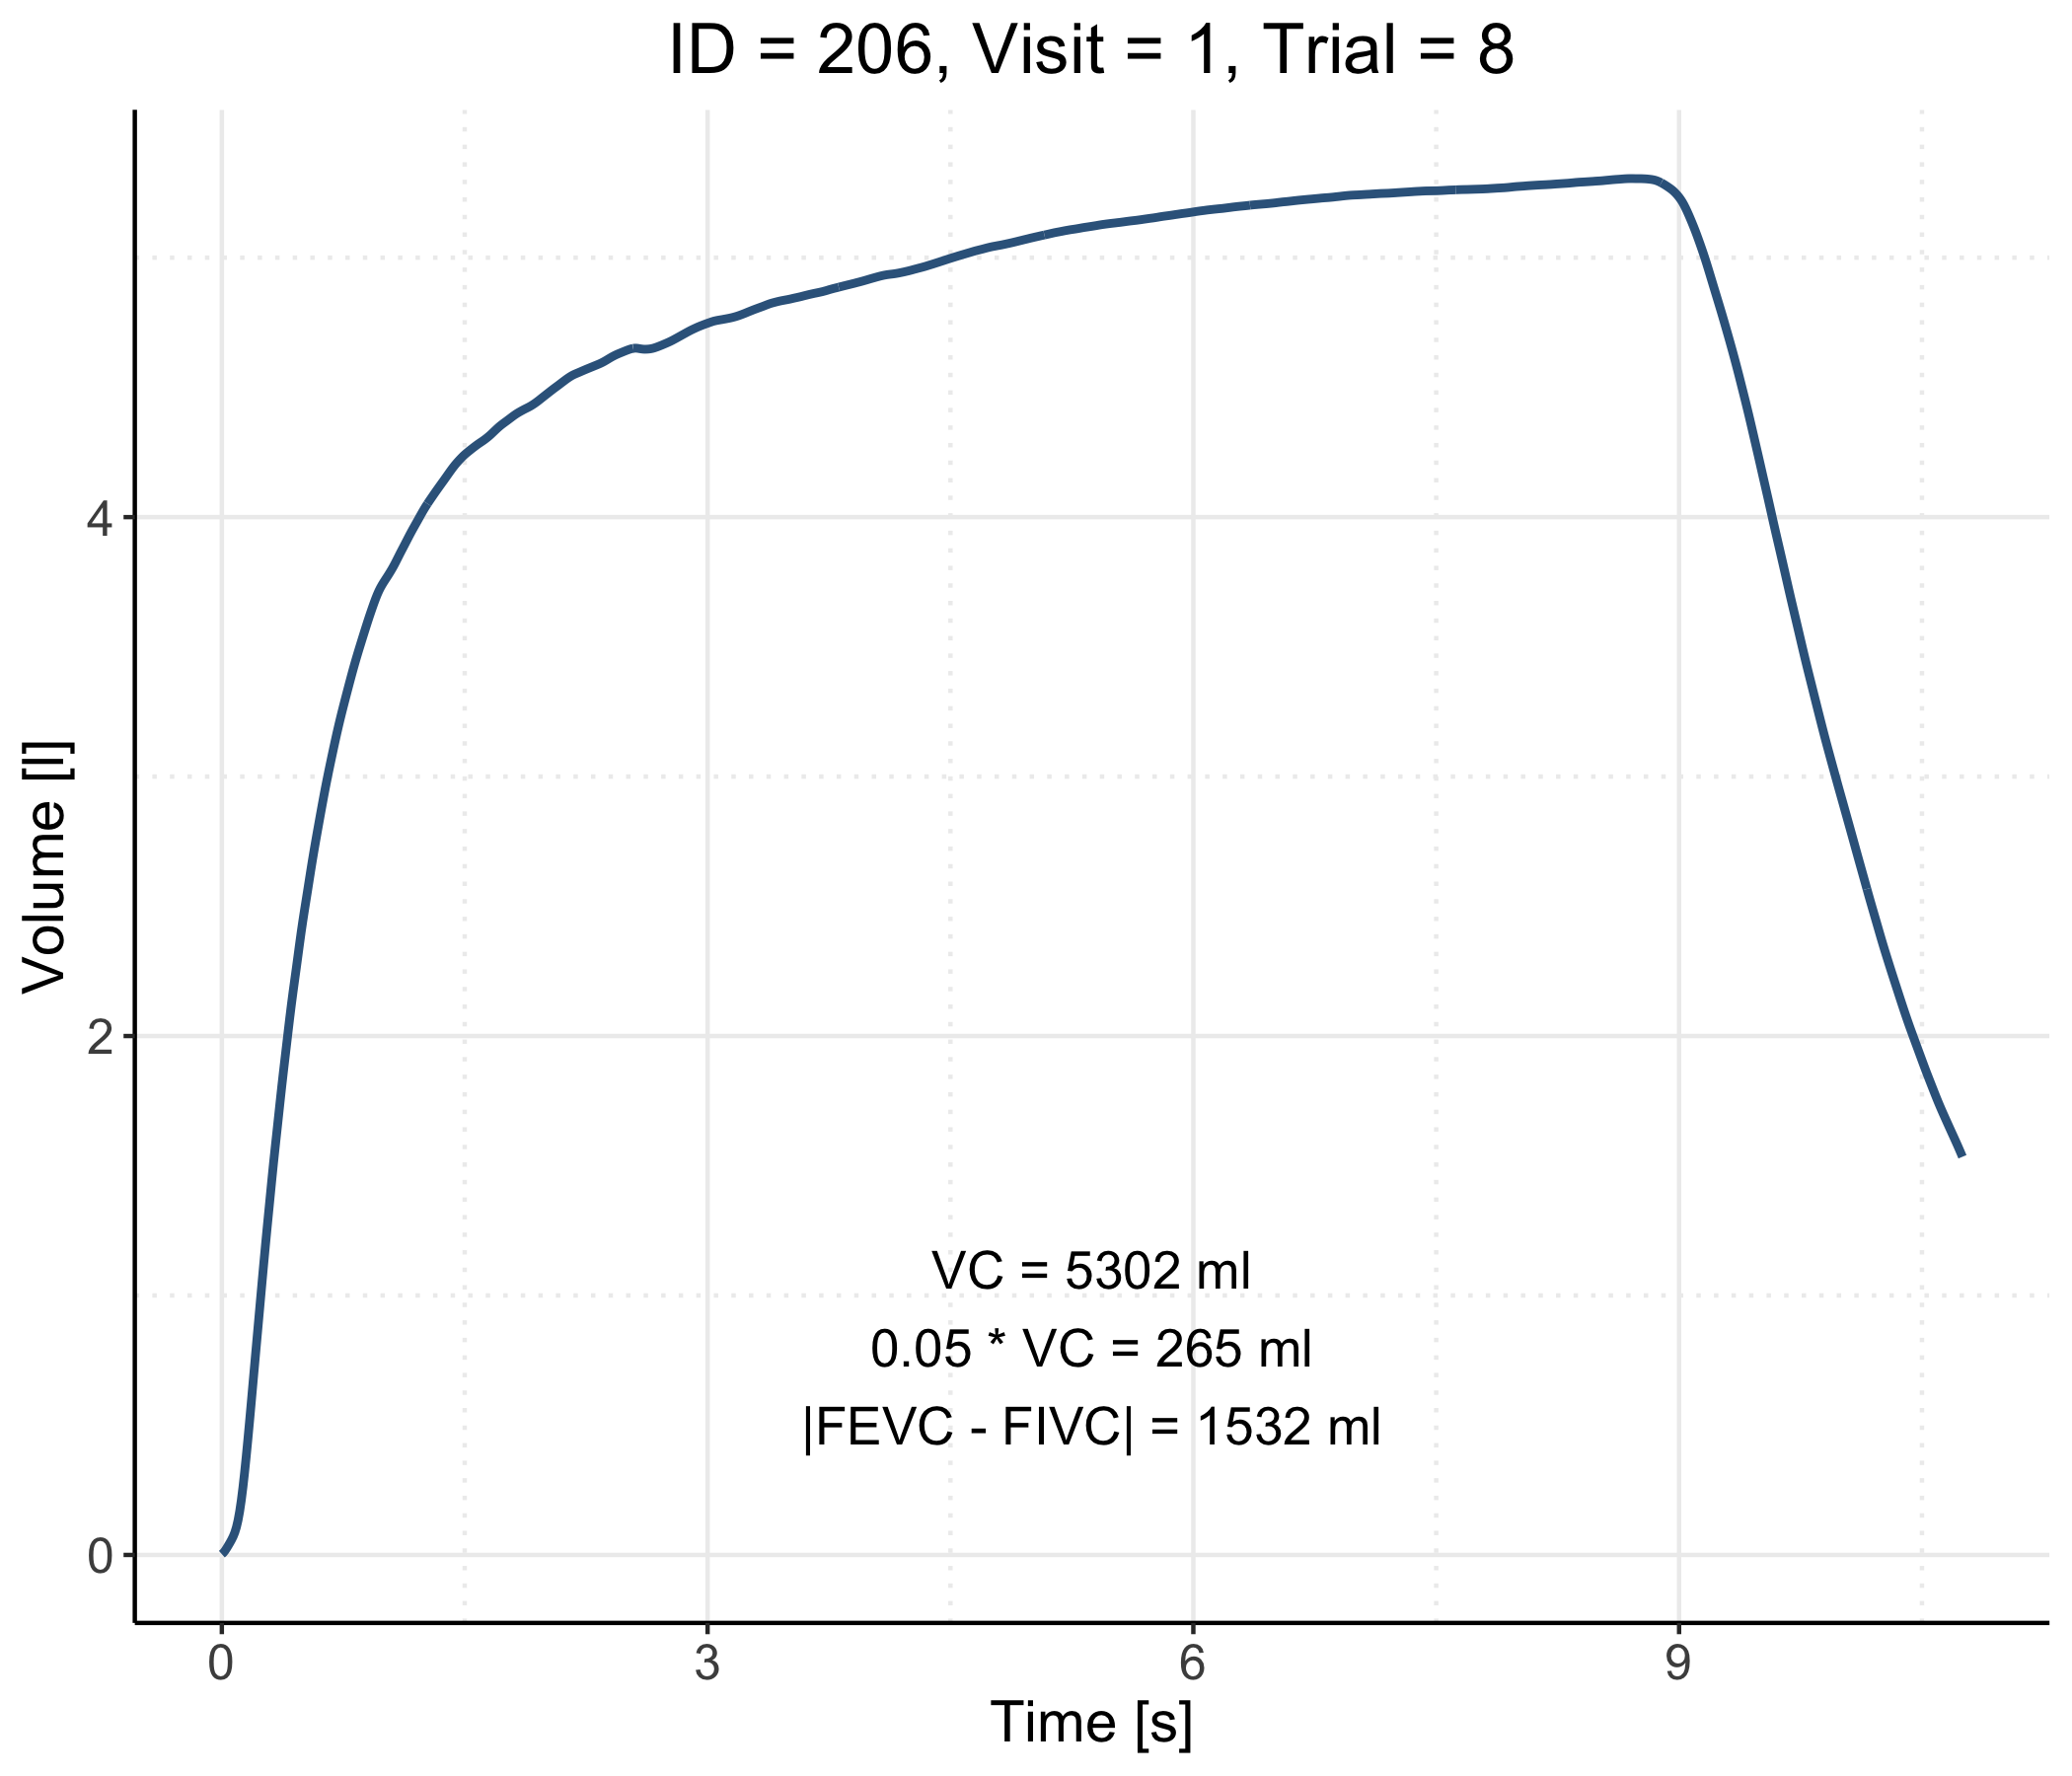 ID = 206, Visit = 1, Trial = 8
Volume [l]
4
2
0
VC = 5302 ml
0.05 * VC = 265 ml
|FEVC - FIVC| = 1532 ml
0 3 6 9
Time [s]